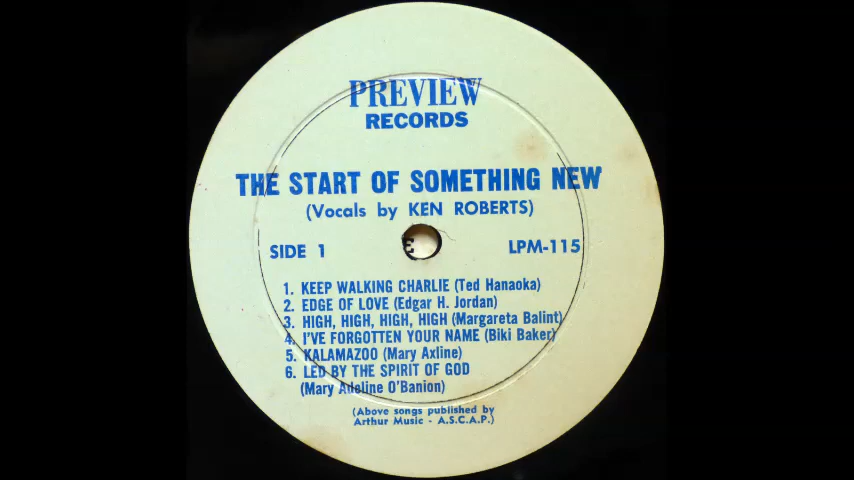 PREVIEW
RECORDS
THE START OF SOMETHING NEW
(Vocals by KEN ROBERTS)
SIDE 1
LPM-115
1. KEEP WALKING CHARLIE (Ted Hanaoka)
2. EDGE OF LOVE (Edgar H. Jordan)
3. HIGH, HIGH, HIGH, HIGH (Margareta Balint)
4. I'VE FORGOTTEN YOUR NAME (Biki Baker)
5. KALAMAZOO (Mary Axline)
6. LED BY THE SPIRIT OF GOD
(Mary Adeline O'Banion)
(Above songs published by
Arthur Music - A.S.C.A.P.)